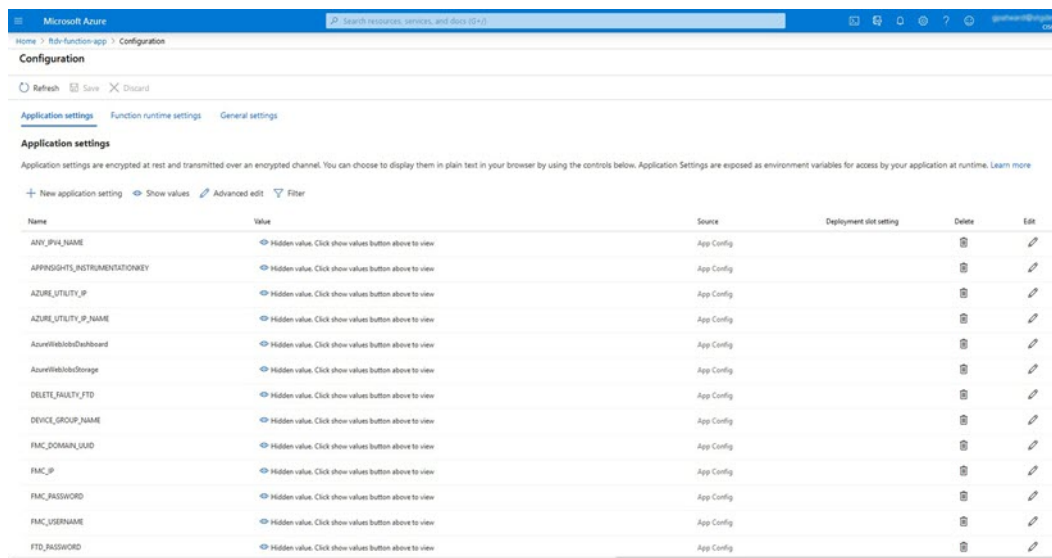 Microsoft Azure
Search resources, services, and docs (G+/)
Home > ftdv-function-app > Configuration
Configuration
Refresh Save Discard
Application settings Function runtime settings General settings
Application settings
Application settings are encrypted at rest and transmitted over an encrypted channel. You can choose to display them in plain text in your browser by using the controls below. Application Settings are exposed as environment variables for access by your application at runtime. Learn more
New application setting Show values Advanced edit Filter
Name Value Source Deployment slot setting Delete Edit
ANY_IPV4_NAME Hidden value. Click show values button above to view App Config
APPINSIGHTS_INSTRUMENTATIONKEY Hidden value. Click show values button above to view App Config
AZURE_UTILITY_IP Hidden value. Click show values button above to view App Config
AZURE_UTILITY_IP_NAME Hidden value. Click show values button above to view App Config
AzureWebJobsDashboard Hidden value. Click show values button above to view App Config
AzureWebJobsStorage Hidden value. Click show values button above to view App Config
DELETE_FAULTY_FTD Hidden value. Click show values button above to view App Config
DEVICE_GROUP_NAME Hidden value. Click show values button above to view App Config
FMC_DOMAIN_UUID Hidden value. Click show values button above to view App Config
FMC_IP Hidden value. Click show values button above to view App Config
FMC_PASSWORD Hidden value. Click show values button above to view App Config
FMC_USERNAME Hidden value. Click show values button above to view App Config
FTD_PASSWORD Hidden value. Click show values button above to view App Config